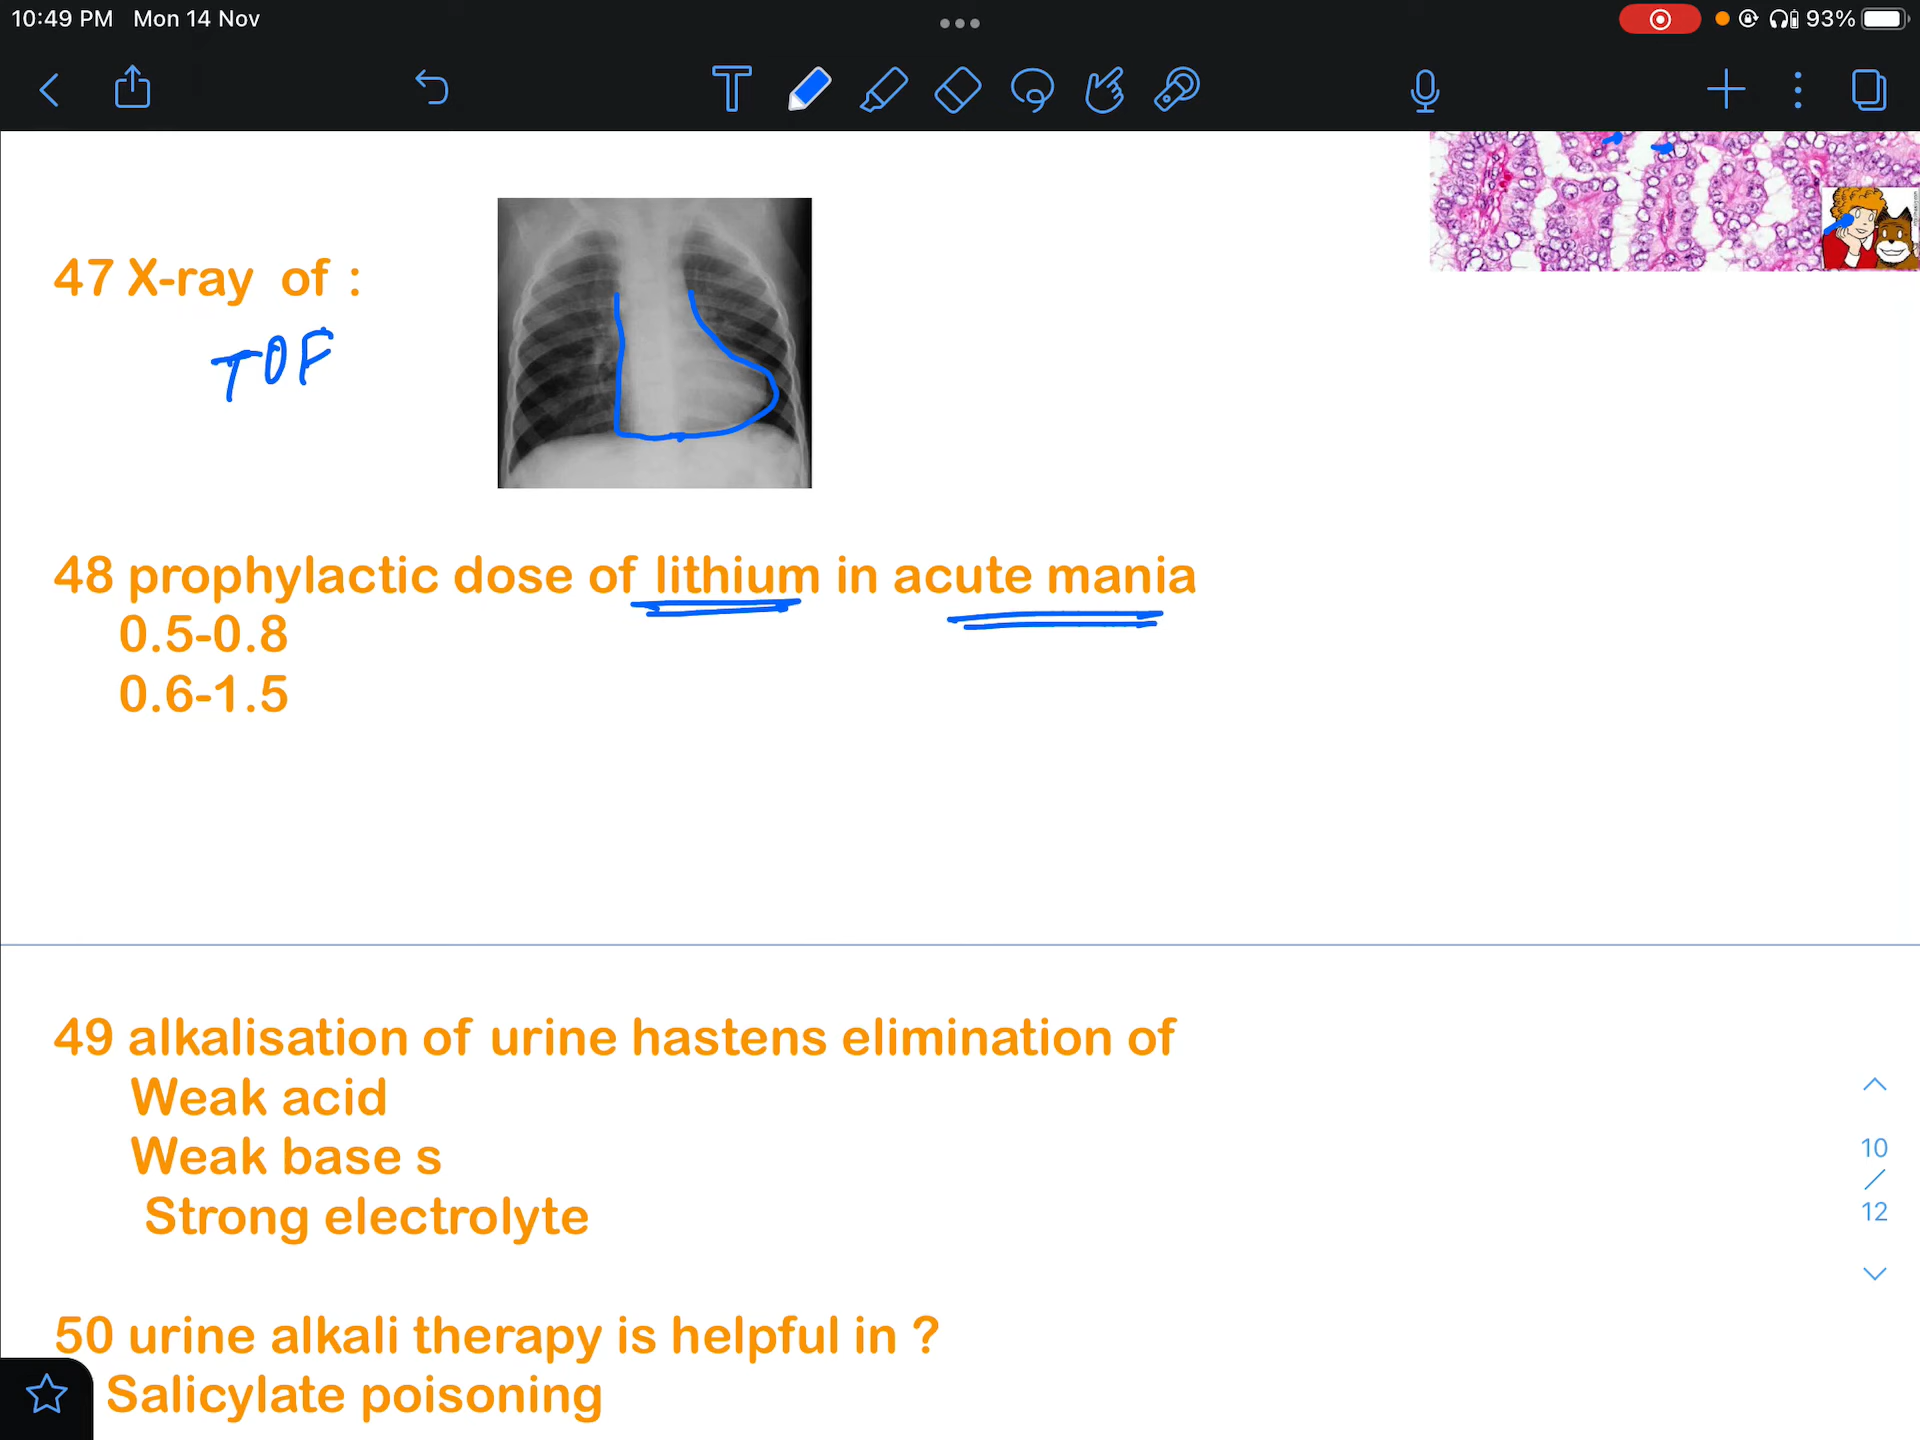 10:49 PM Mon 14 Nov
93%
47 X-ray of :
TOF
48 prophylactic dose of lithium in acute mania
0.5-0.8
0.6-1.5
49 alkalisation of urine hastens elimination of
Weak acid
Weak base s
Strong electrolyte
10
/
12
50 urine alkali therapy is helpful in ?
Salicylate poisoning